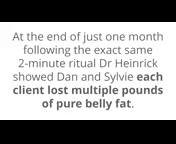 At the end of just one month
following the exact same
2-minute ritual Dr Heinrick
showed Dan and Sylvie each
client lost multiple pounds
of pure belly fat.